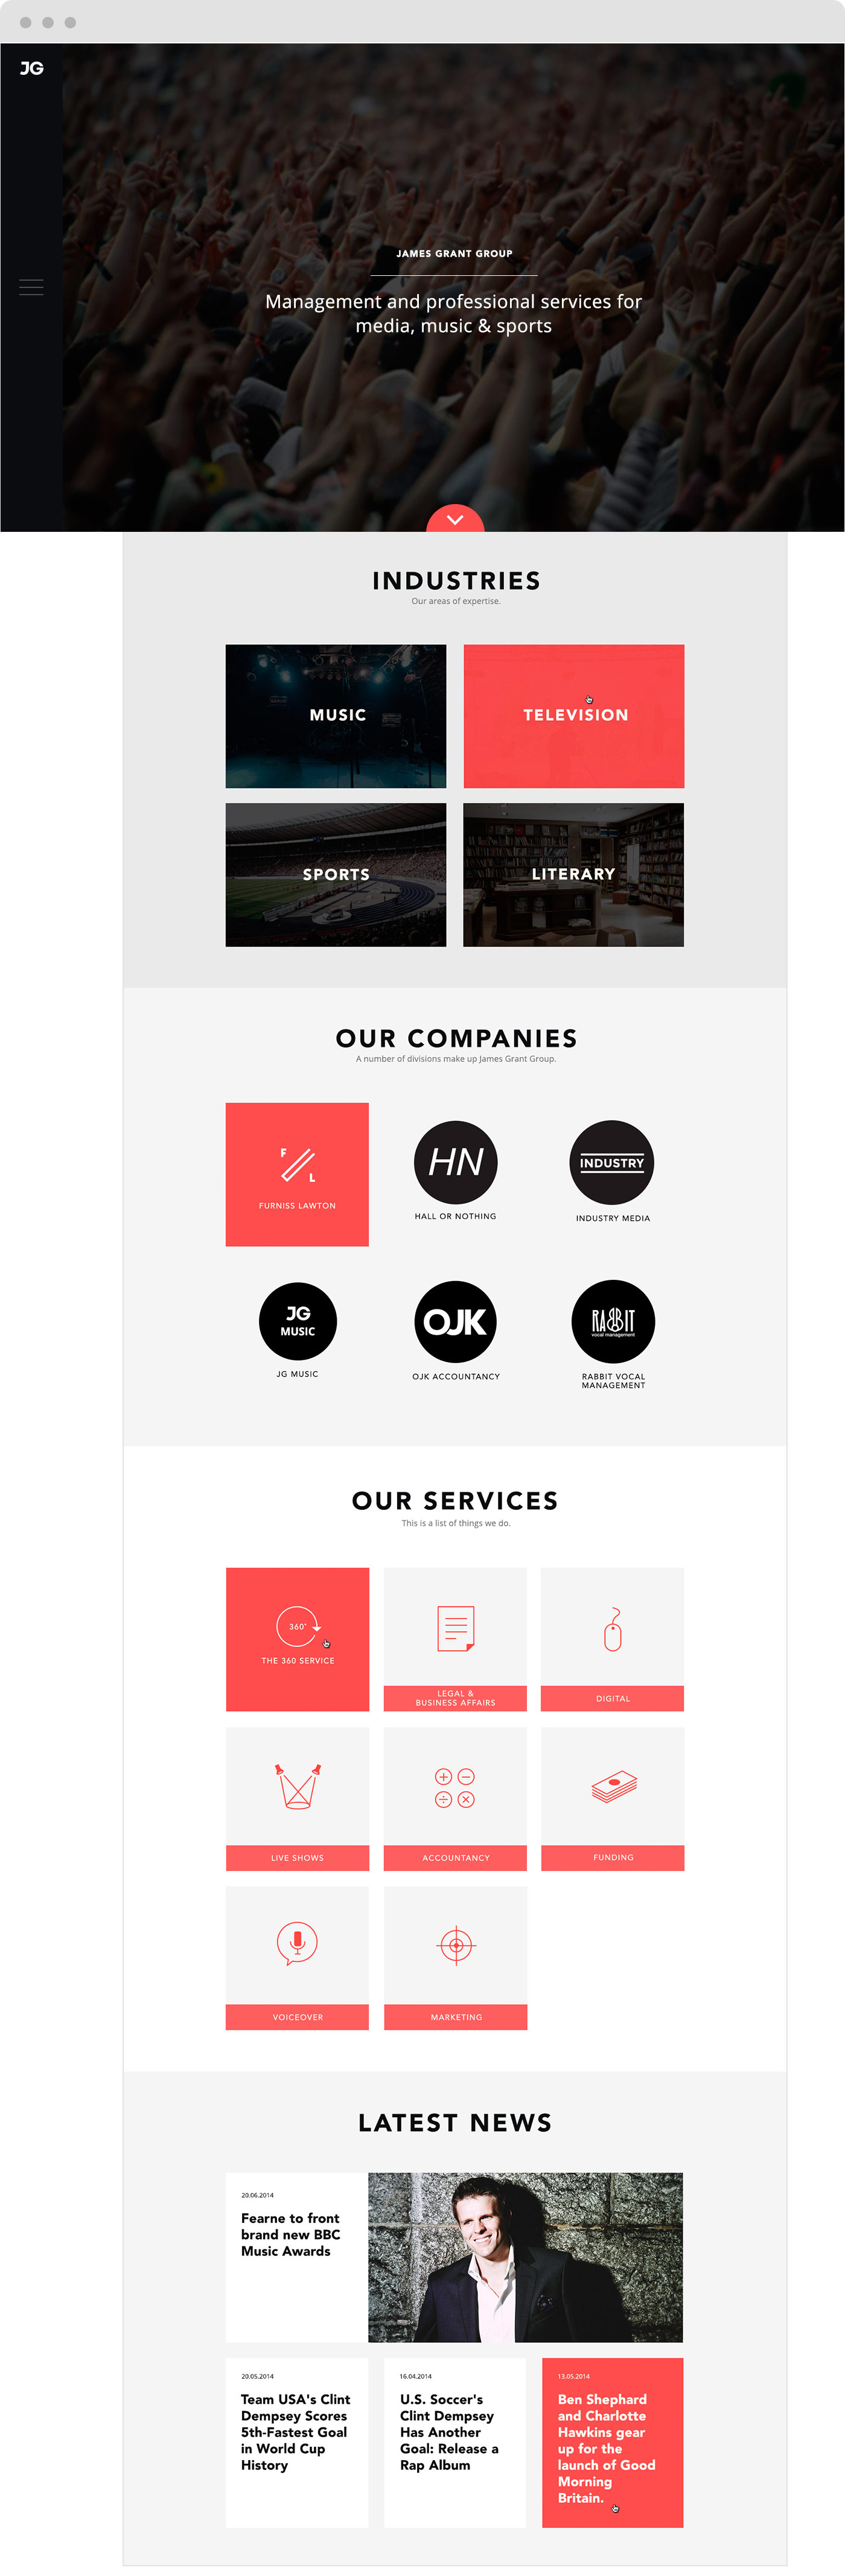 JG
JAMES GRANT GROUP
Management and professional services for
media, music & sports
INDUSTRIES
Our areas of expertise.
MUSIC
TELEVISION
SPORTS
LITERARY
OUR COMPANIES
A number of divisions make up James Grant Group.
F
L
FURNISS LAWTON
HN
HALL OR NOTHING
INDUSTRY
INDUSTRY MEDIA
JG
MUSIC
JG MUSIC
OJK
OJK ACCOUNTANCY
RABBIT
vocal management
RABBIT VOCAL
MANAGEMENT
OUR SERVICES
This is a list of things we do.
360°
THE 360 SERVICE
LEGAL &
BUSINESS AFFAIRS
DIGITAL
LIVE SHOWS
ACCOUNTANCY
FUNDING
VOICEOVER
MARKETING
LATEST NEWS
20.06.2014
Fearne to front
brand new BBC
Music Awards
20.05.2014
Team USA's Clint
Dempsey Scores
5th-Fastest Goal
in World Cup
History
16.04.2014
U.S. Soccer's
Clint Dempsey
Has Another
Goal: Release a
Rap Album
13.05.2014
Ben Shephard
and Charlotte
Hawkins gear
up for the
launch of Good
Morning
Britain.